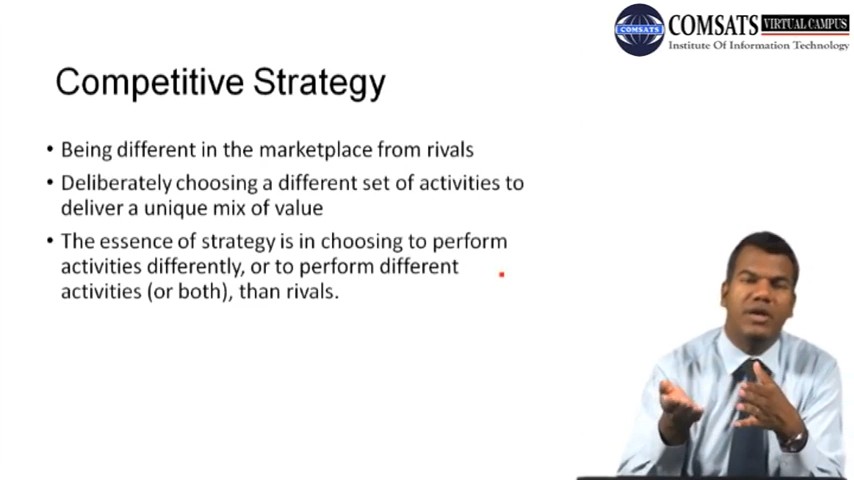 COMSATS VIRTUAL CAMPUS
COMSATS
Institute Of Information Technology
Competitive Strategy
• Being different in the marketplace from rivals
• Deliberately choosing a different set of activities to
deliver a unique mix of value
• The essence of strategy is in choosing to perform
activities differently, or to perform different
activities (or both), than rivals.